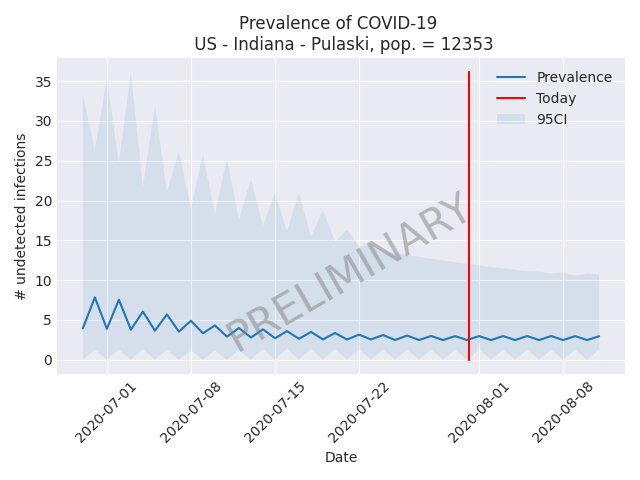 Prevalence of COVID-19
US - Indiana - Pulaski, pop. = 12353
# undetected infections
35
30
25
20
15
10
5
0
Prevalence
Today
95CI
PRELIMINARY
2020-07-01
2020-07-08
2020-07-15
2020-07-22
2020-08-01
2020-08-08
Date